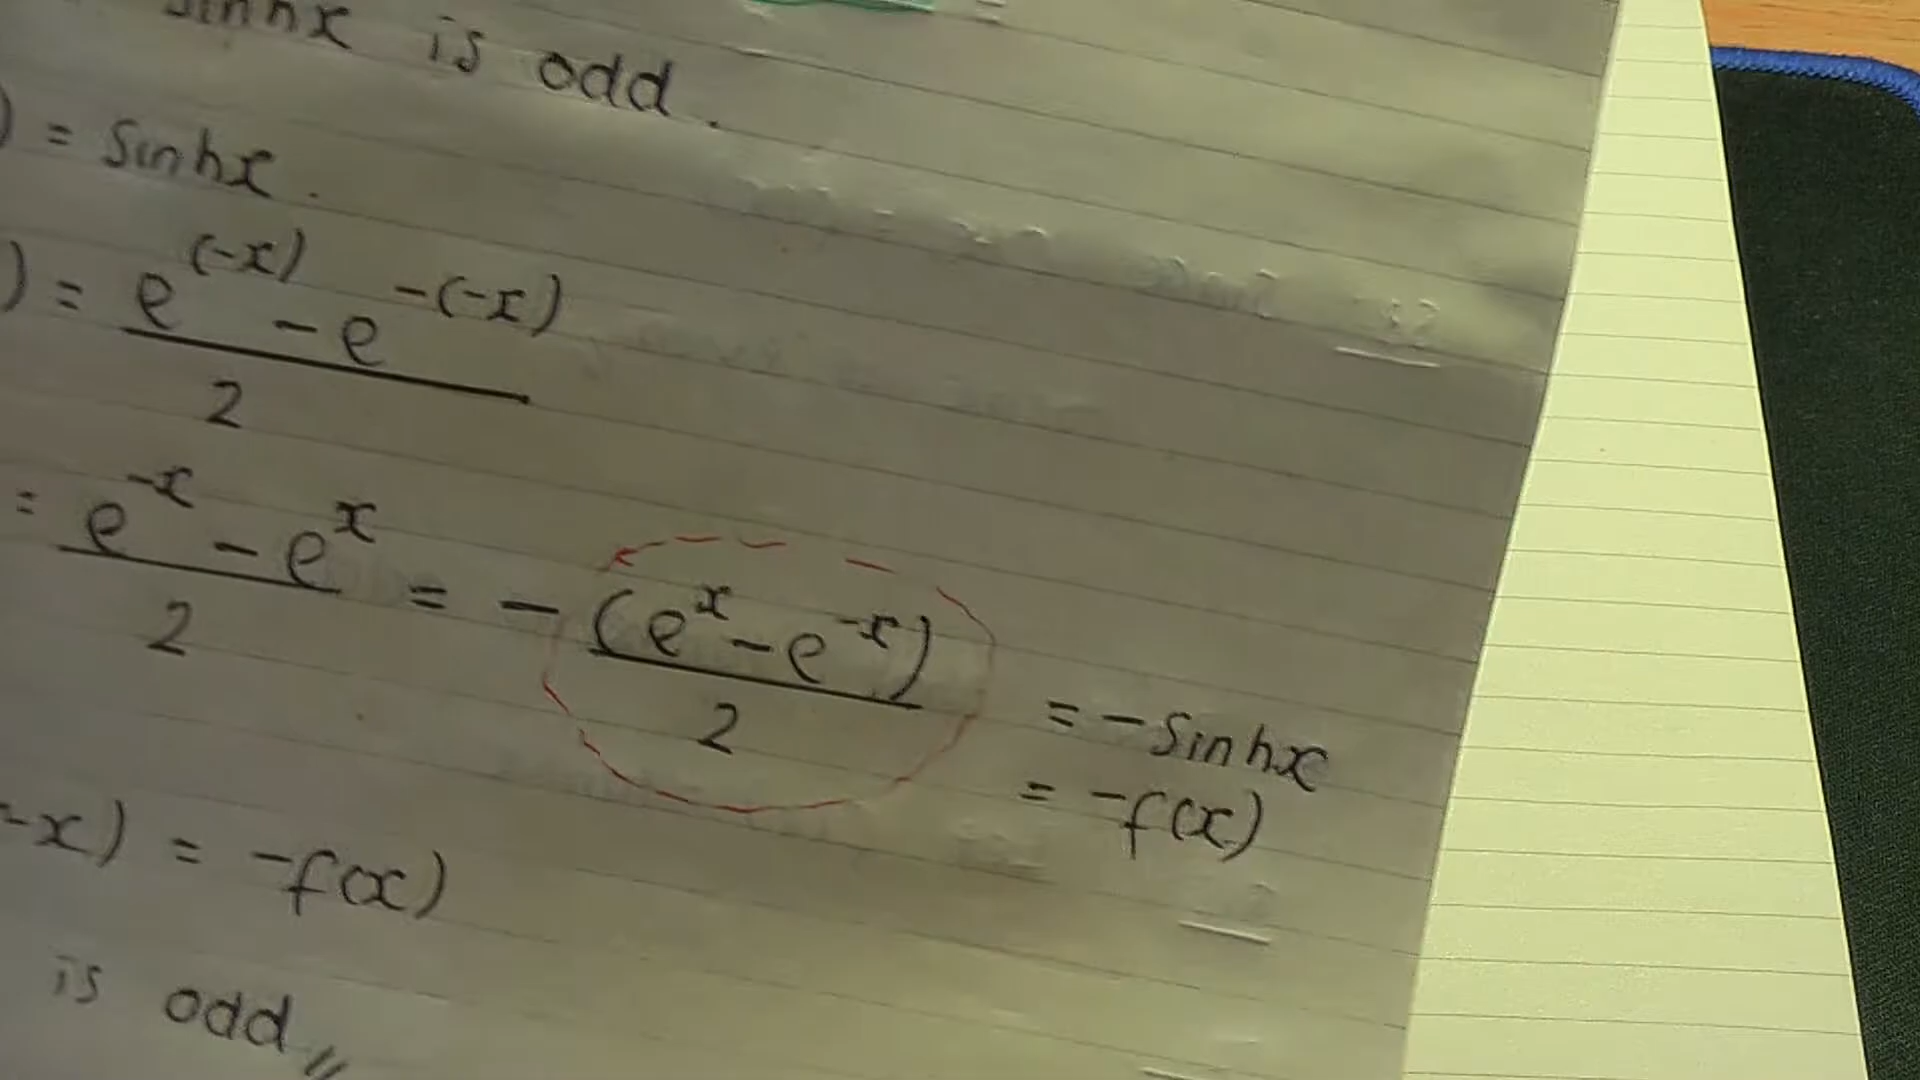 sinhx is odd.
) = Sinhx.
) = e^(-x) - e^-(-x)
2
= e^-x - e^x = - (e^x - e^-x) = - Sinhx
2 2
= -f(x)
-x) = -f(x)
is odd //